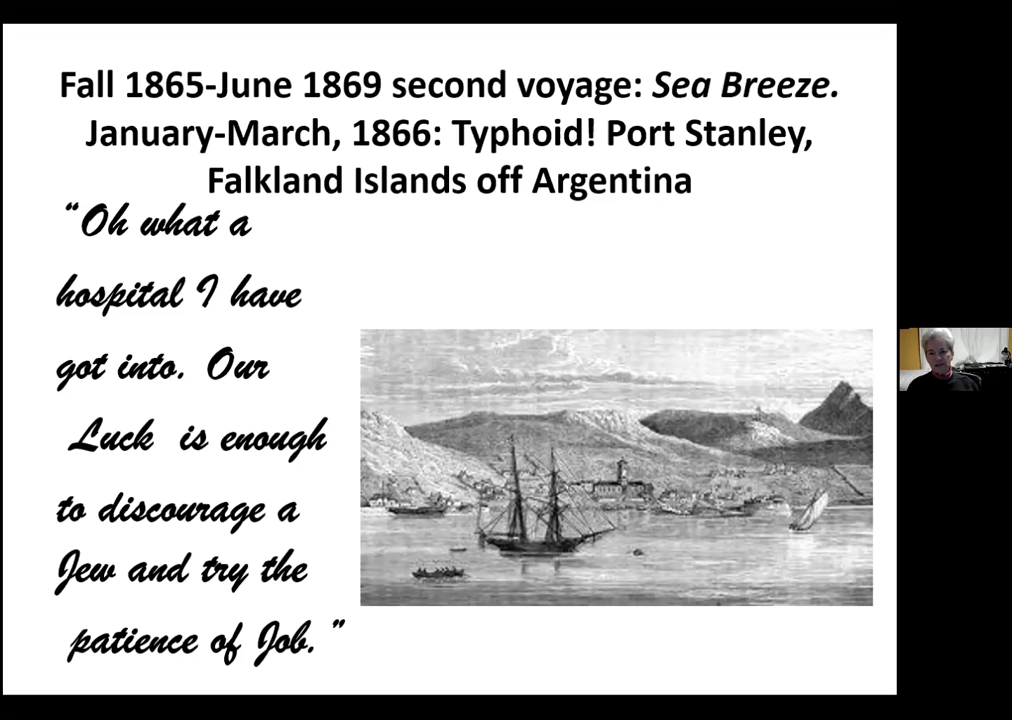 Fall 1865-June 1869 second voyage: Sea Breeze.
January-March, 1866: Typhoid! Port Stanley,
Falkland Islands off Argentina
“Oh what a
hospital I have
got into. Our
Luck is enough
to discourage a
Jew and try the
patience of Job.”